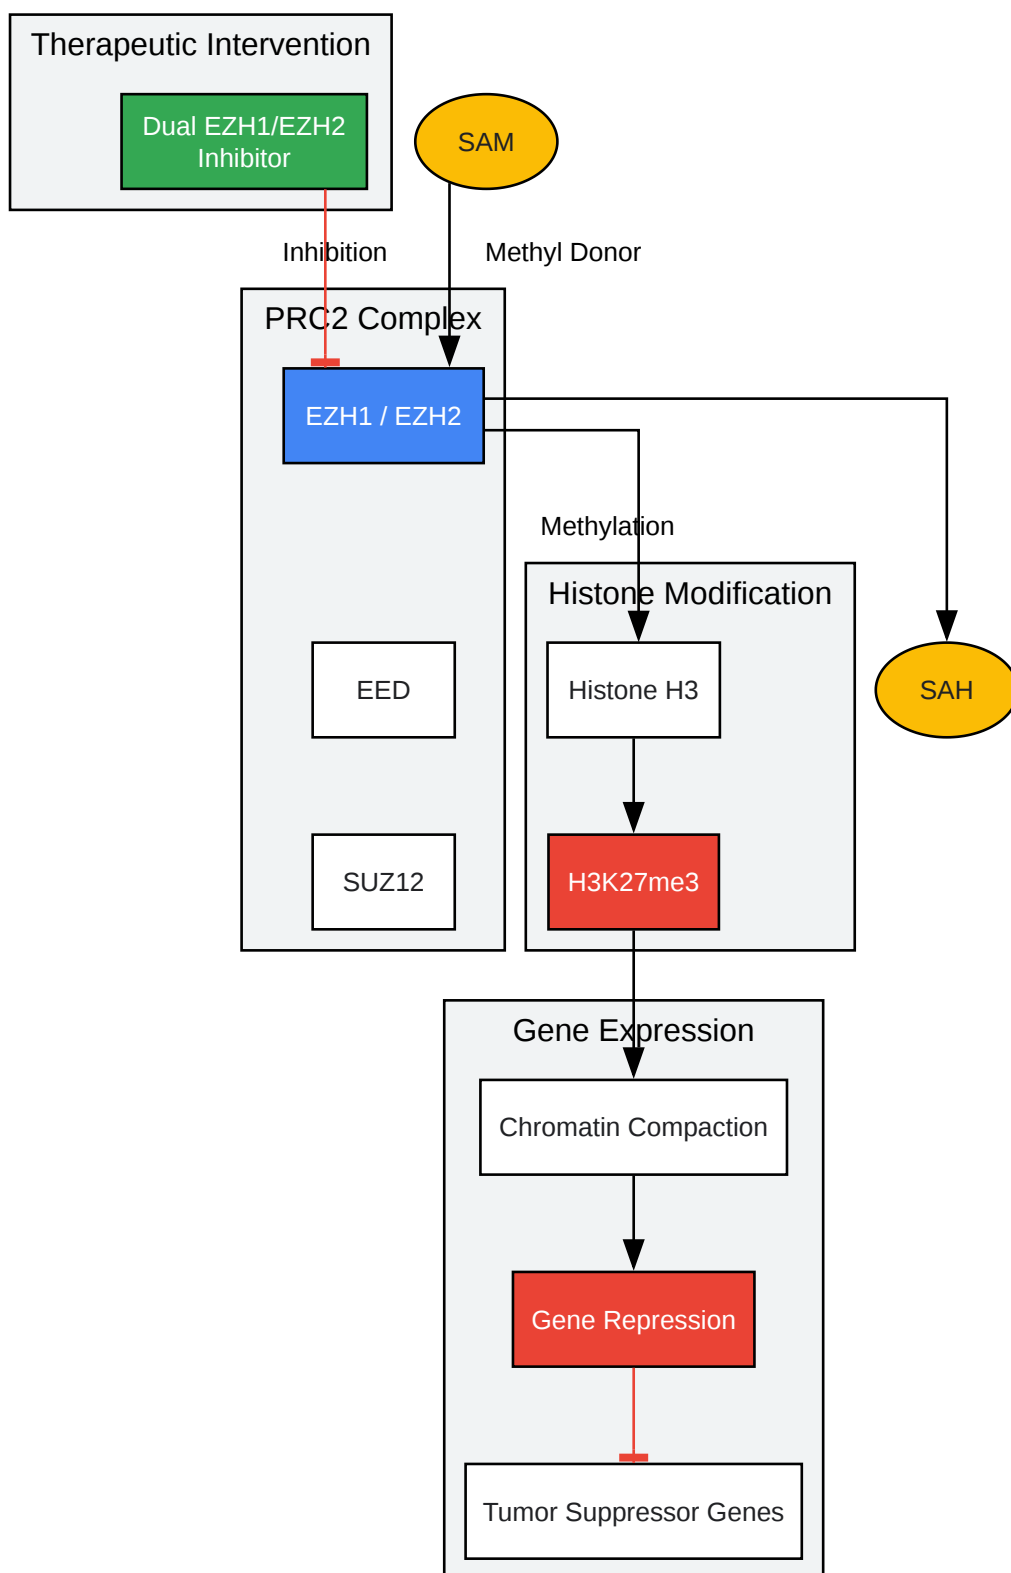 Therapeutic Intervention
Dual EZH1/EZH2
Inhibitor
SAM
Inhibition
Methyl Donor
PRC2 Complex
EZH1 / EZH2
Methylation
Histone Modification
EED
Histone H3
SAH
SUZ12
H3K27me3
Gene Expression
Chromatin Compaction
Gene Repression
Tumor Suppressor Genes